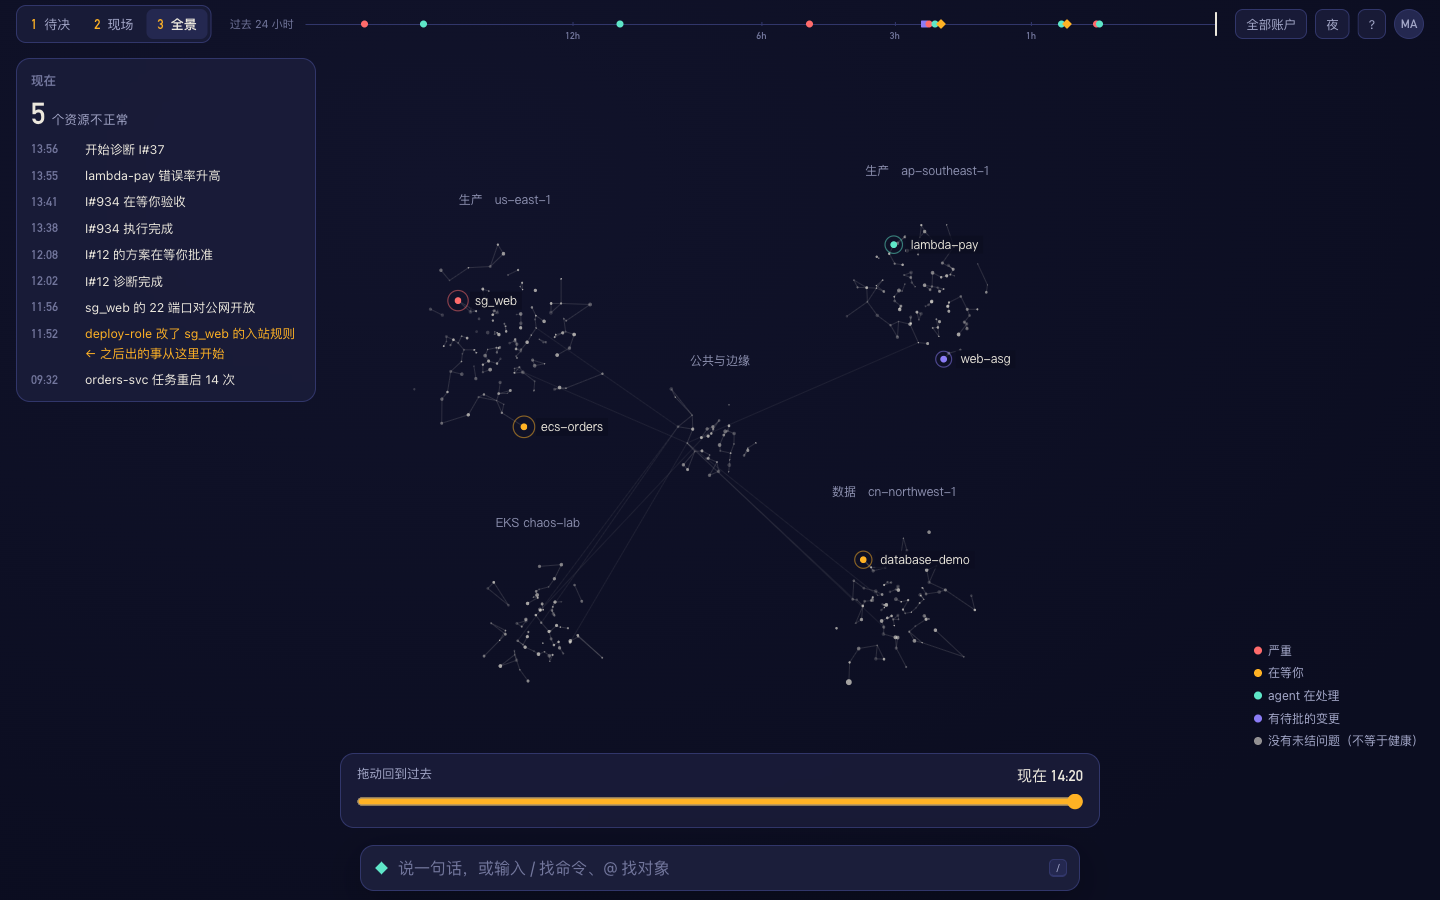 1 待决 2 现场 3 全景
过去 24 小时
12h 6h 3h 1h
全部账户 夜 ? MA
现在
5 个资源不正常
13:56 开始诊断 I#37
13:55 lambda-pay 错误率升高
13:41 I#934 在等你验收
13:38 I#934 执行完成
12:08 I#12 的方案在等你批准
12:02 I#12 诊断完成
11:56 sg_web 的 22 端口对公网开放
11:52 deploy-role 改了 sg_web 的入站规则
← 之后出的事从这里开始
09:32 orders-svc 任务重启 14 次
生产 ap-southeast-1
生产 us-east-1
lambda-pay
sg_web
web-asg
公共与边缘
ecs-orders
数据 cn-northwest-1
EKS chaos-lab
database-demo
严重
在等你
agent 在处理
有待批的变更
没有未结问题（不等于健康）
拖动回到过去 现在 14:20
说一句话，或输入 / 找命令、@ 找对象 /